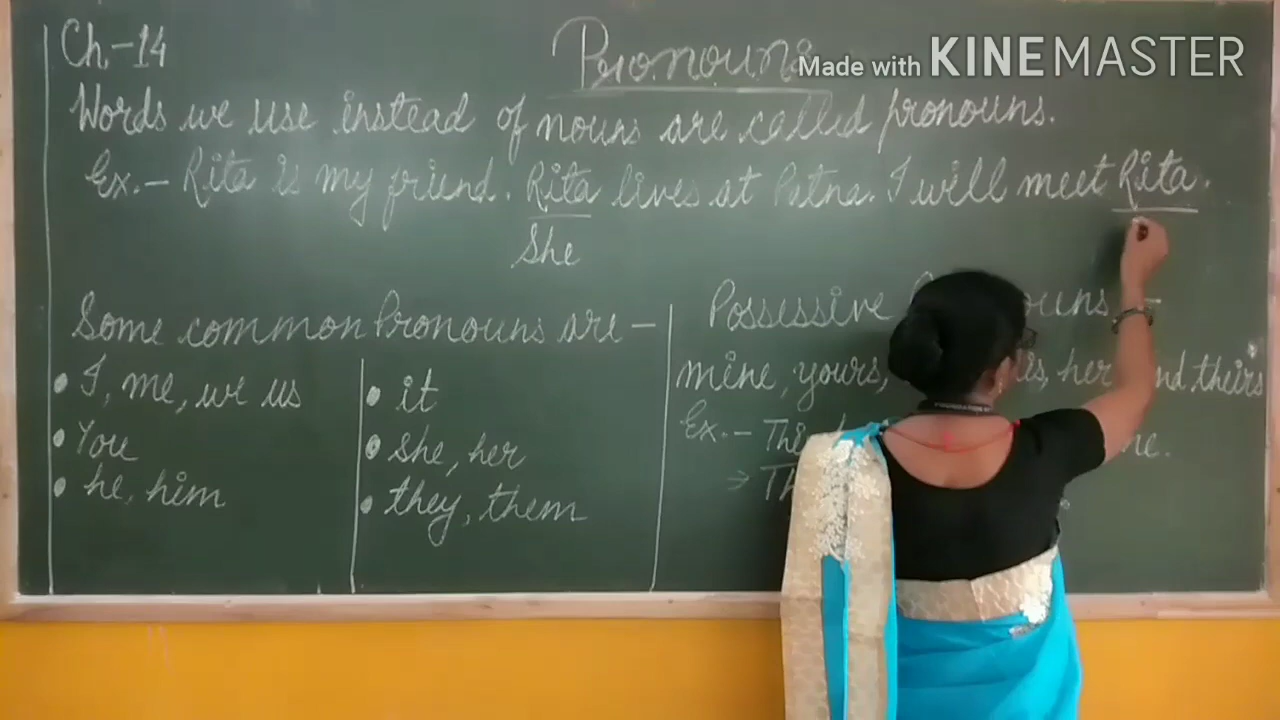 Ch-14
Pronouns
Made with KINEMASTER
Words we use instead of nouns are called pronouns.
Ex.- Rita is my friend. Rita lives at Patna. I will meet Rita.
She
Some common Pronouns are -
• I, me, we us
• You
• he, him
• it
• she, her
• they, them
Possessive
mine, yours, her and theirs
Ex. -